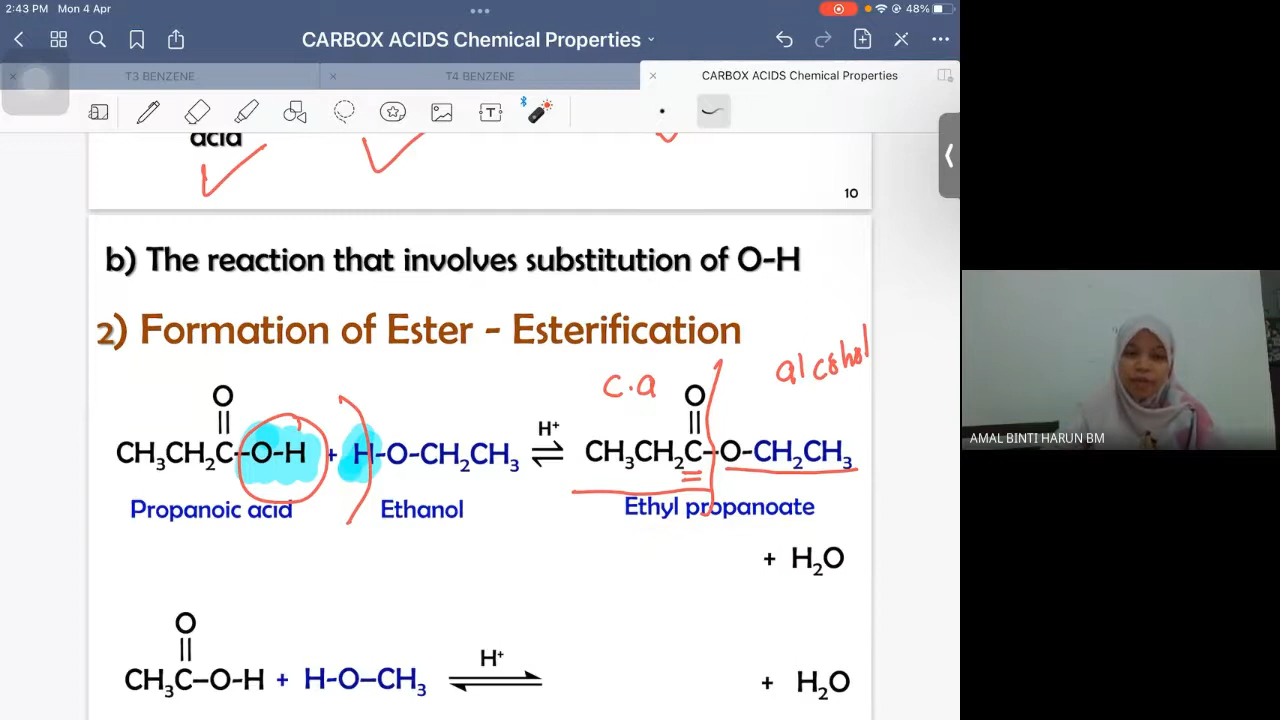 2:43 PM Mon 4 Apr
48%
CARBOX ACIDS Chemical Properties
T3 BENZENE
T4 BENZENE
CARBOX ACIDS Chemical Properties
T
acid
10
b) The reaction that involves substitution of O-H
2) Formation of Ester - Esterification
c.a
alcohol
O
O
CH₃CH₂C-O-H + H-O-CH₂CH₃ H⁺ ⇌ CH₃CH₂C-O-CH₂CH₃
Propanoic acid Ethanol Ethyl propanoate
+ H₂O
O
CH₃C-O-H + H-O-CH₃ H⁺ ⇌ + H₂O
AMAL BINTI HARUN BM